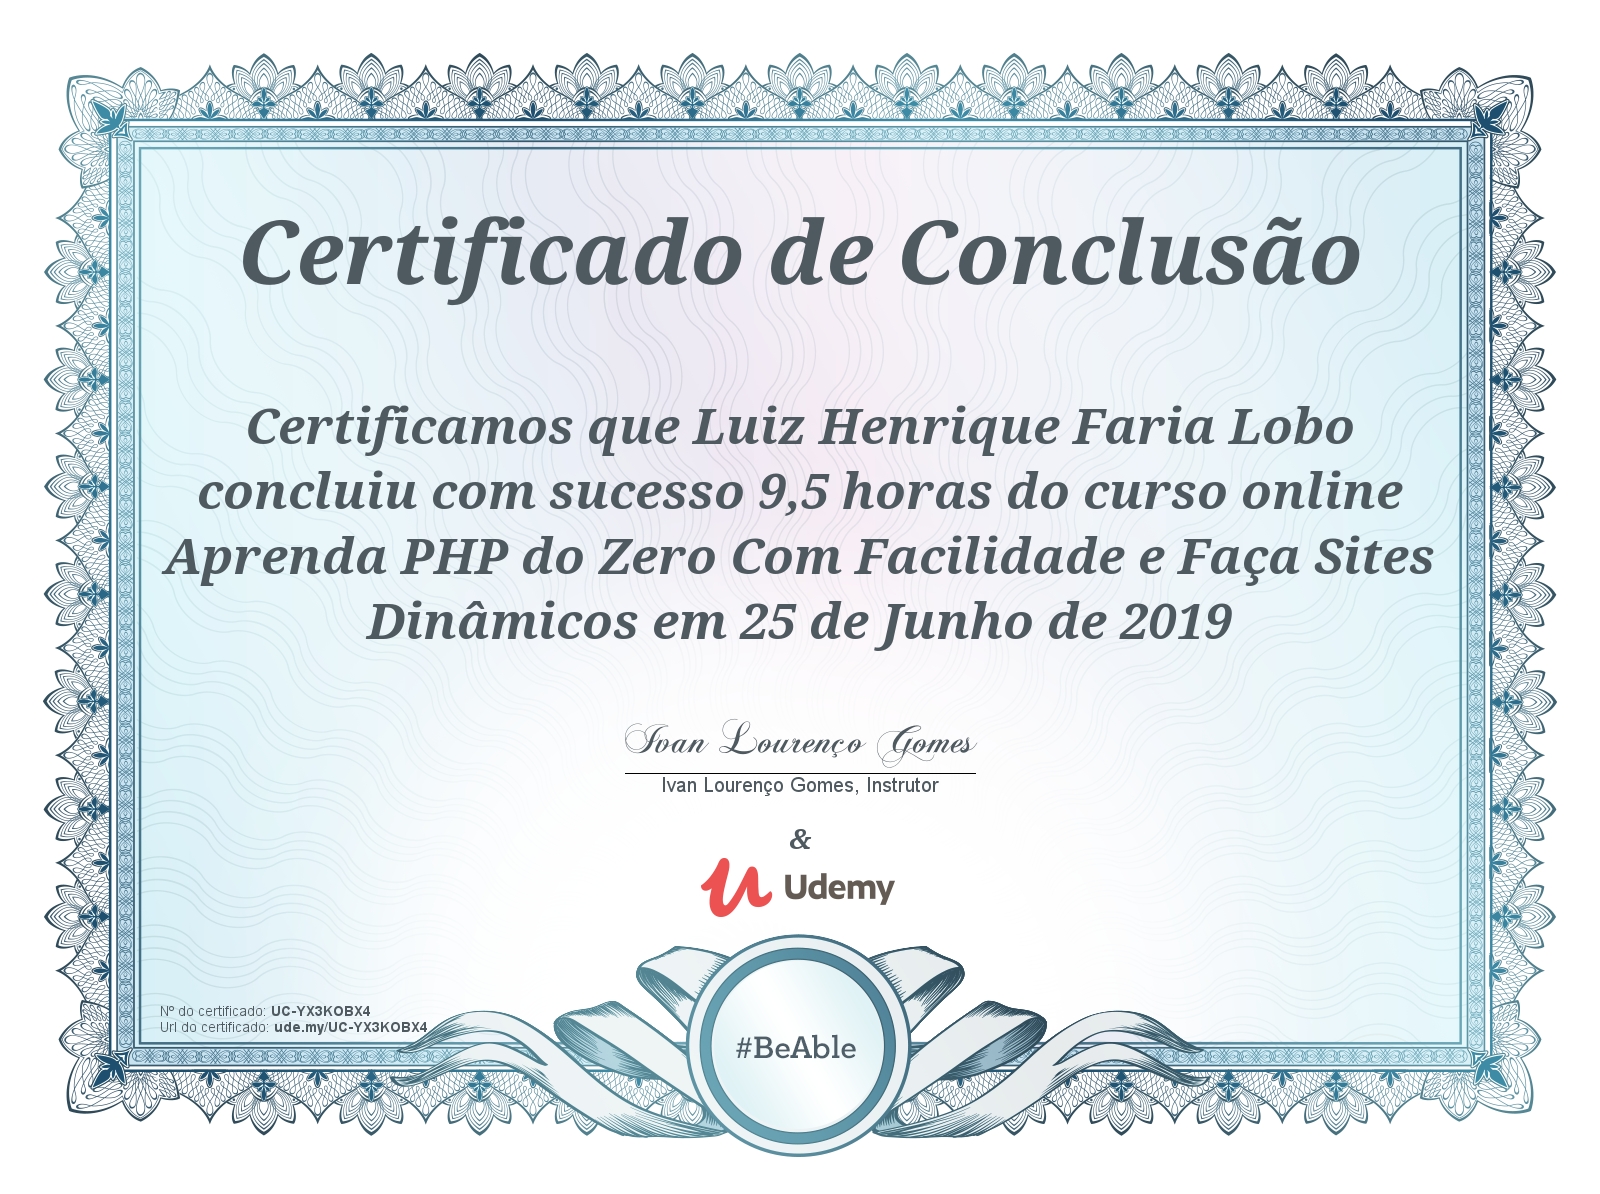 Certificado de Conclusão
Certificamos que Luiz Henrique Faria Lobo
concluiu com sucesso 9,5 horas do curso online
Aprenda PHP do Zero Com Facilidade e Faça Sites
Dinâmicos em 25 de Junho de 2019
Ivan Lourenço Gomes
Ivan Lourenço Gomes, Instrutor
&
Udemy
Nº do certificado: UC-YX3KOBX4
Url do certificado: ude.my/UC-YX3KOBX4
#BeAble